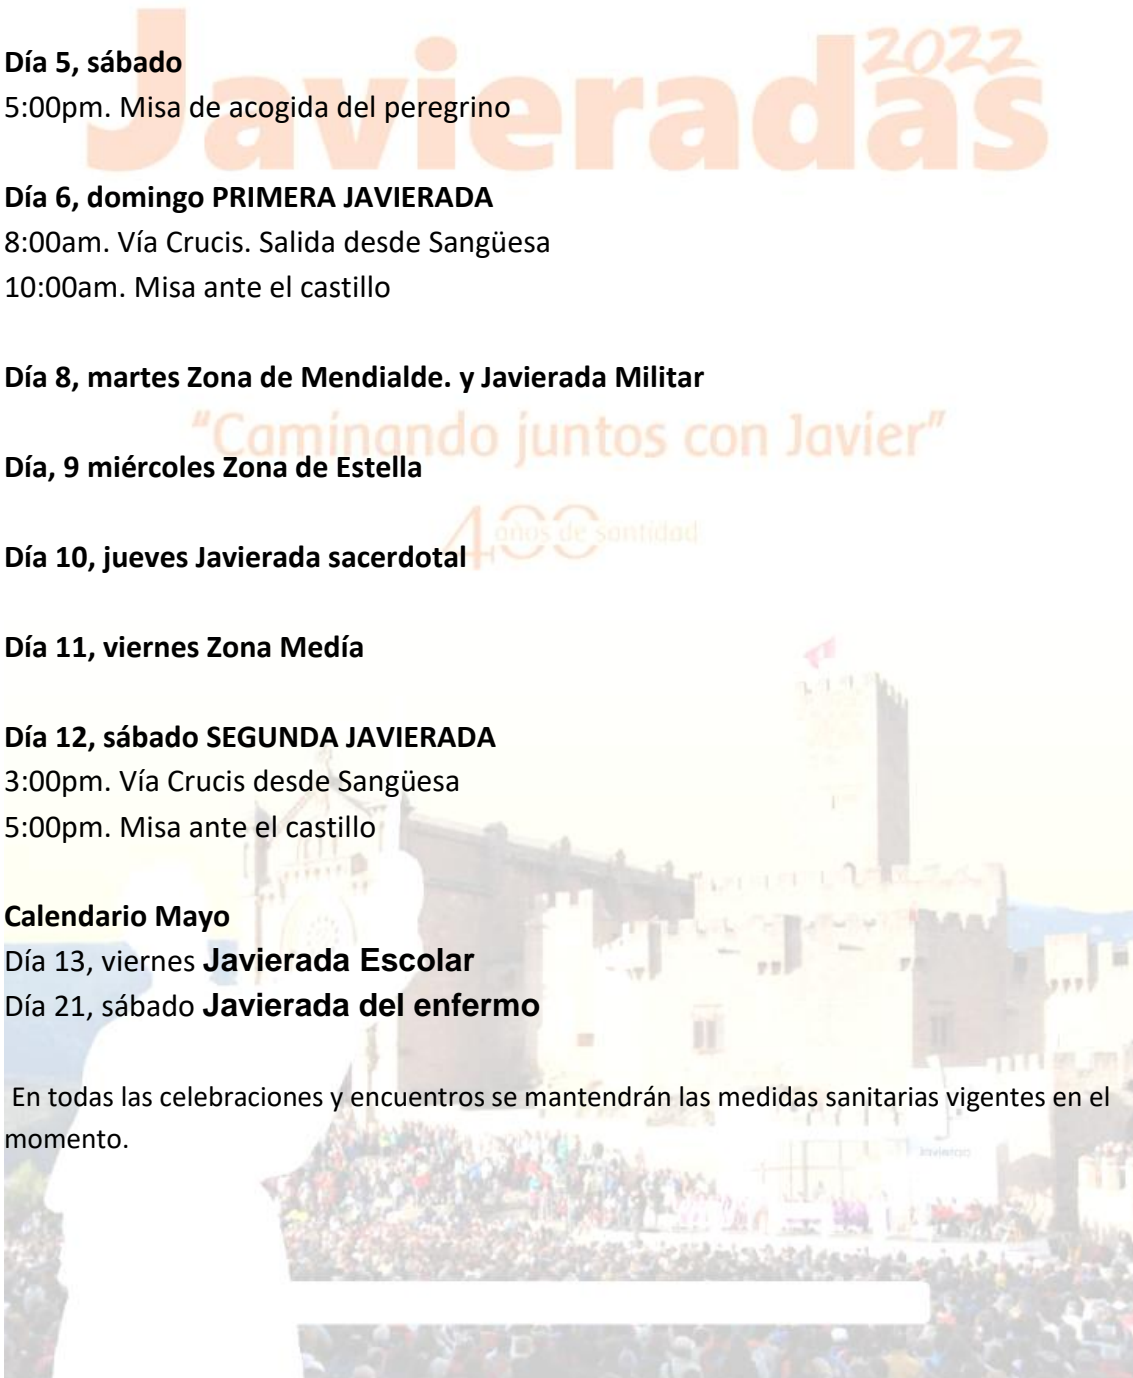 Javieradas 2022
Día 5, sábado
5:00pm. Misa de acogida del peregrino
Día 6, domingo PRIMERA JAVIERADA
8:00am. Vía Crucis. Salida desde Sangüesa
10:00am. Misa ante el castillo
Día 8, martes Zona de Mendialde. y Javierada Militar
“Caminando juntos con Javier”
Día, 9 miércoles Zona de Estella
400 años de santidad
Día 10, jueves Javierada sacerdotal
Día 11, viernes Zona Medía
Día 12, sábado SEGUNDA JAVIERADA
3:00pm. Vía Crucis desde Sangüesa
5:00pm. Misa ante el castillo
Calendario Mayo
Día 13, viernes Javierada Escolar
Día 21, sábado Javierada del enfermo
En todas las celebraciones y encuentros se mantendrán las medidas sanitarias vigentes en el
momento.